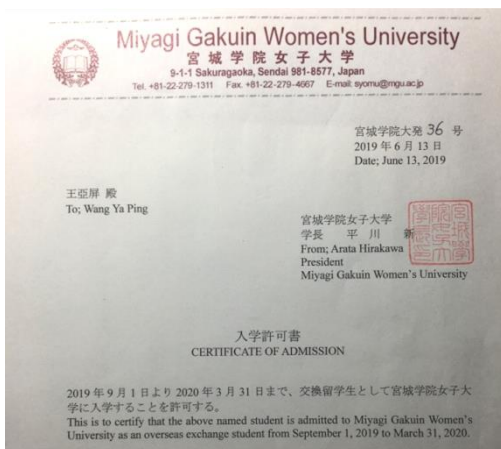 Miyagi Gakuin Women's University
宮城学院女子大学
9-1-1 Sakuragaoka, Sendai 981-8577, Japan
Tel. +81-22-279-1311 Fax. +81-22-279-4667 E-mail: syomu@mgu.ac.jp
宮城学院大発 36 号
2019 年 6 月 13 日
Date; June 13, 2019
王亞屏 殿
To; Wang Ya Ping
宮城学院女子大学
学長 平 川 新
From; Arata Hirakawa
President
Miyagi Gakuin Women's University
入学許可書
CERTIFICATE OF ADMISSION
2019 年 9 月 1 日より 2020 年 3 月 31 日まで、交換留学生として宮城学院女子大
学に入学することを許可する。
This is to certify that the above named student is admitted to Miyagi Gakuin Women's
University as an overseas exchange student from September 1, 2019 to March 31, 2020.